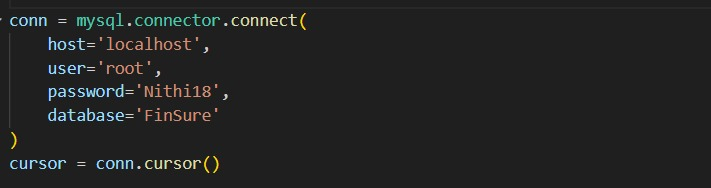 conn = mysql.connector.connect(
    host='localhost',
    user='root',
    password='Nithi18',
    database='FinSure'
)
cursor = conn.cursor()